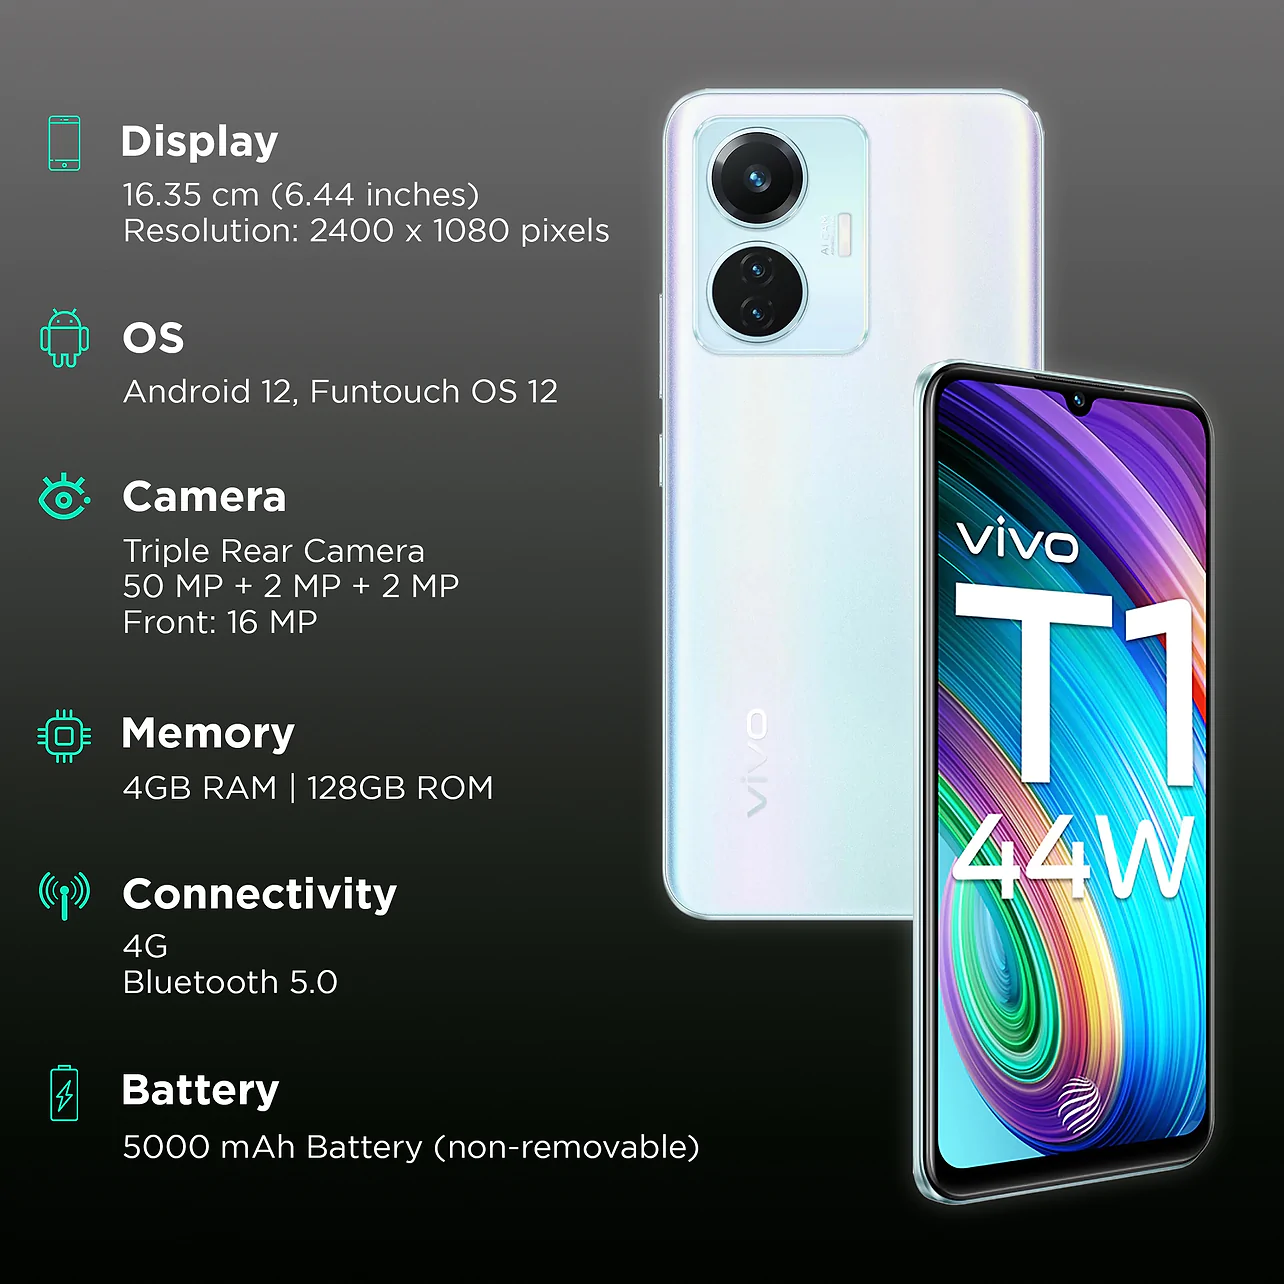 Display
16.35 cm (6.44 inches)
Resolution: 2400 x 1080 pixels
OS
Android 12, Funtouch OS 12
Camera
Triple Rear Camera
50 MP + 2 MP + 2 MP
Front: 16 MP
Memory
4GB RAM | 128GB ROM
Connectivity
4G
Bluetooth 5.0
Battery
5000 mAh Battery (non-removable)
vivo
vivo
T1
44W